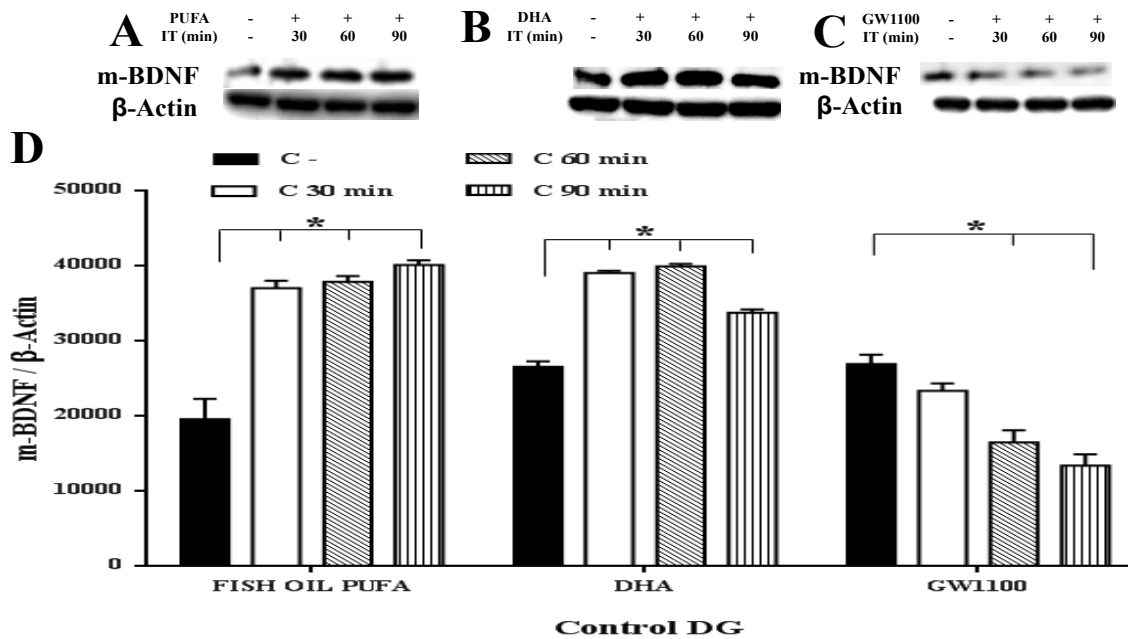 A
PUFA - + + +
IT (min) - 30 60 90
m-BDNF
β-Actin
B
DHA - + + +
IT (min) - 30 60 90
C
GW1100 - + + +
IT (min) - 30 60 90
m-BDNF
β-Actin
D
C -
C 60 min
C 30 min
C 90 min
m-BDNF / β-Actin
50000
40000
30000
20000
10000
0
*
*
*
FISH OIL PUFA
DHA
GW1100
Control DG